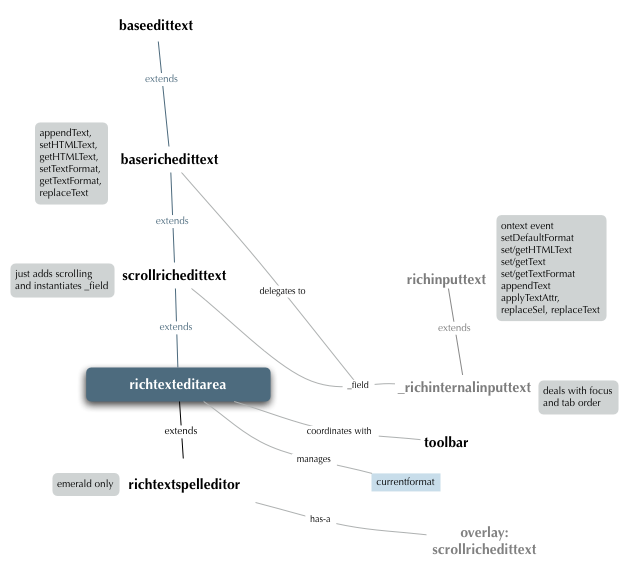 baseedittext
extends
appendText,
setHTMLText,
getHTMLText,
setTextFormat,
getTextFormat,
replaceText
baserichedittext
extends
ontext event
setDefaultFormat
set/getHTMLText
set/getText
set/getTextFormat
appendText
applyTextAttr,
replaceSel, replaceText
just adds scrolling
and instantiates _field
scrollrichedittext
delegates to
richinputtext
extends
extends
richtexteditarea
_field
_richinternalinputtext
deals with focus
and tab order
extends
coordinates with
toolbar
manages
currentformat
emerald only
richtextspelleditor
has-a
overlay:
scrollrichedittext